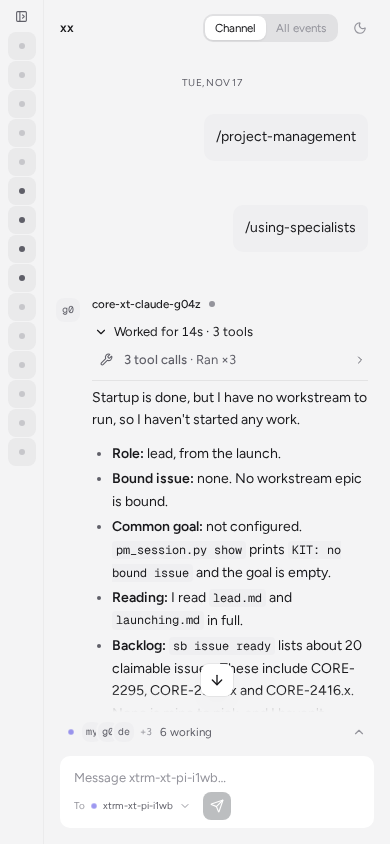 xx
Channel
All events
TUE, NOV 17
/project-management
/using-specialists
g0
core-xt-claude-g04z
Worked for 14s · 3 tools
3 tool calls · Ran ×3
Startup is done, but I have no workstream to
run, so I haven't started any work.
• Role: lead, from the launch.
• Bound issue: none. No workstream epic
is bound.
• Common goal: not configured.
pm_session.py show prints KIT: no
bound issue and the goal is empty.
• Reading: I read lead.md and
launching.md in full.
• Backlog: sb issue ready lists about 20
claimable These include CORE-
2295, and CORE-2416.x.
my g0 de +3 6 working
Message xtrm-xt-pi-i1wb...
To xtrm-xt-pi-i1wb